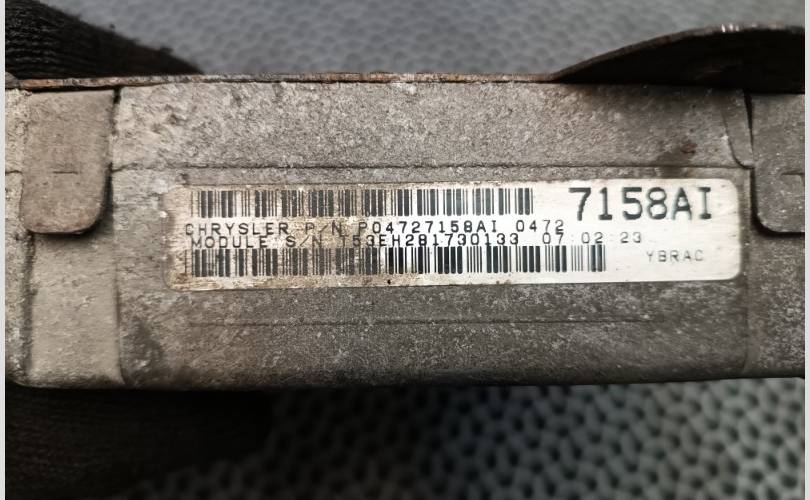 7158AI
CHRYSLER P/N P04727158AI 0472
MODULE S/N T53EH281730133 07:02 23
YBRAC